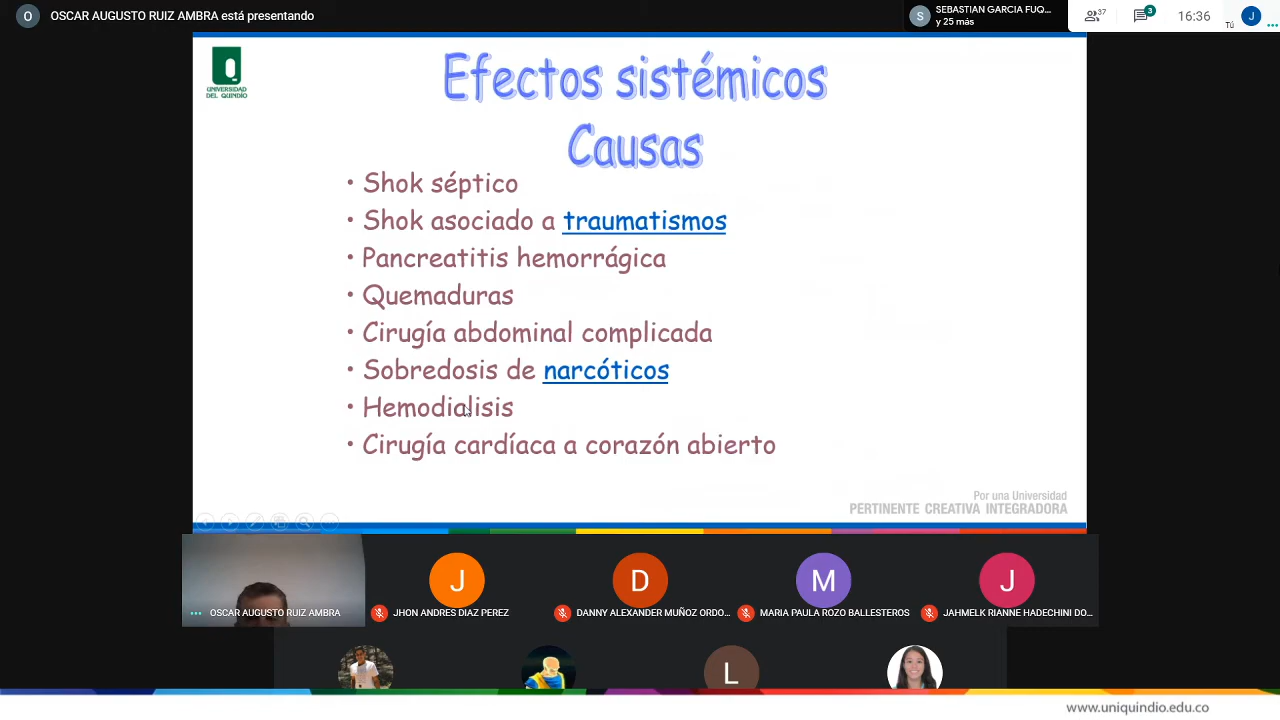 O OSCAR AUGUSTO RUIZ AMBRA está presentando
S SEBASTIAN GARCIA FUQ...
y 25 más
37
3
16:36
Tú
J
UNIVERSIDAD
DEL QUINDÍO
Efectos sistémicos
Causas
• Shok séptico
• Shok asociado a traumatismos
• Pancreatitis hemorrágica
• Quemaduras
• Cirugía abdominal complicada
• Sobredosis de narcóticos
• Hemodialisis
• Cirugía cardíaca a corazón abierto
Por una Universidad
PERTINENTE CREATIVA INTEGRADORA
J
D
M
J
OSCAR AUGUSTO RUIZ AMBRA
JHON ANDRES DIAZ PEREZ
DANNY ALEXANDER MUÑOZ ORDO...
MARIA PAULA ROZO BALLESTEROS
JAHMELK RIANNE HADECHINI DO...
L
www.uniquindio.edu.co